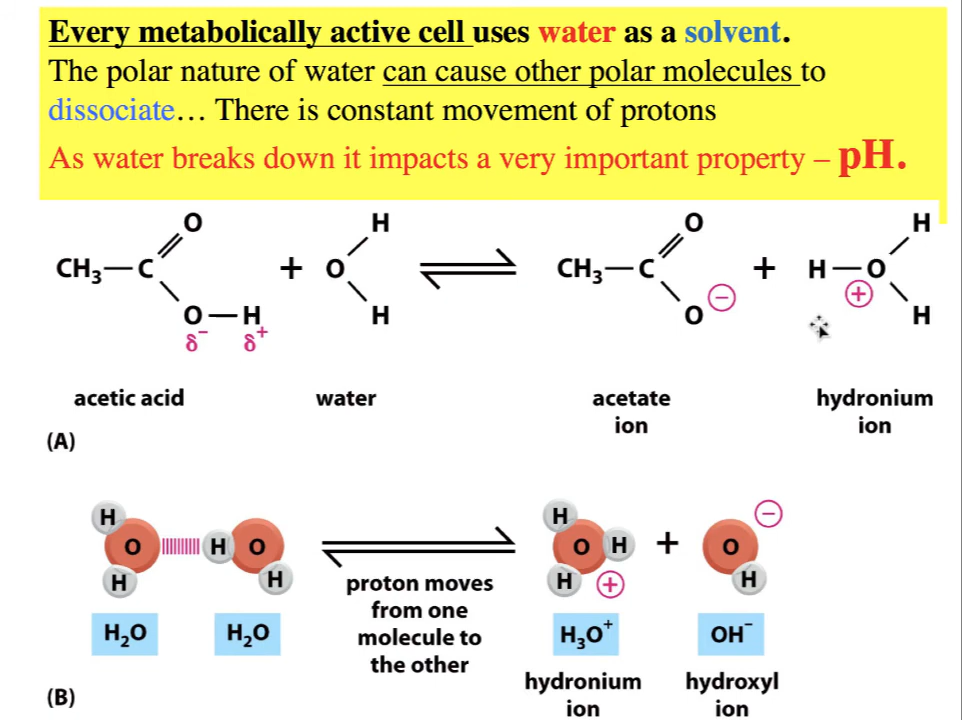 Every metabolically active cell uses water as a solvent.
The polar nature of water can cause other polar molecules to
dissociate… There is constant movement of protons
As water breaks down it impacts a very important property – pH.
O H O H
CH₃—C + O CH₃—C + H—O
O—H H O ⊖ ⊕ H
δ⁻ δ⁺
acetic acid water acetate hydronium
ion ion
(A)
H H ⊖
O H O O H + O
H H H ⊕ H
proton moves
from one
molecule to
the other
H₂O H₂O H₃O⁺ OH⁻
hydronium hydroxyl
ion ion
(B)